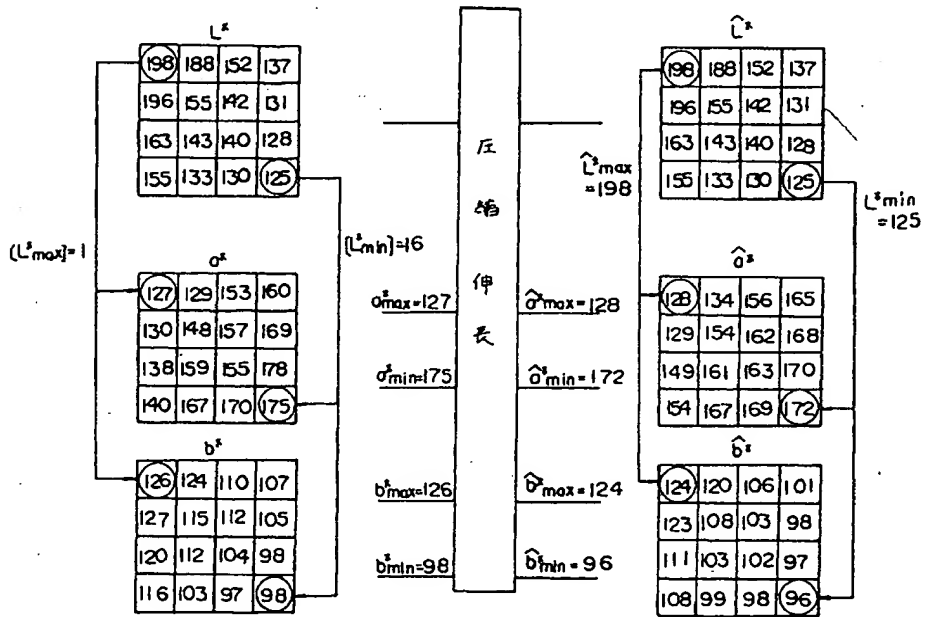 L*
198 188 152 137
196 155 142 131
163 143 140 128
155 133 130 125
[L*max]=1
[L*min]=16
a*
127 129 153 160
130 148 157 169
138 159 155 178
140 167 170 175
b*
126 124 110 107
127 115 112 105
120 112 104 98
116 103 97 98
圧
縮
伸
長
a*max=127
a*min=175
b*max=126
b*min=98
L̂*max
=198
â*max=128
â*min=172
b̂*max=124
b̂*min=96
L̂*
198 188 152 137
196 155 142 131
163 143 140 128
155 133 130 125
L*min
=125
â*
128 134 156 165
129 154 162 168
149 161 163 170
154 167 169 172
b̂*
124 120 106 101
123 108 103 98
111 103 102 97
108 99 98 96